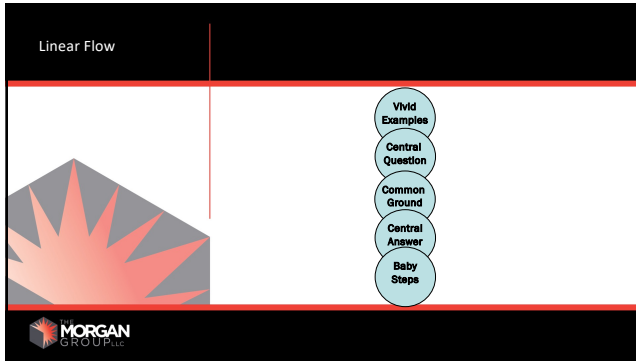 Linear Flow
Vivid
Examples
Central
Question
Common
Ground
Central
Answer
Baby
Steps
THE
MORGAN
GROUP LLC